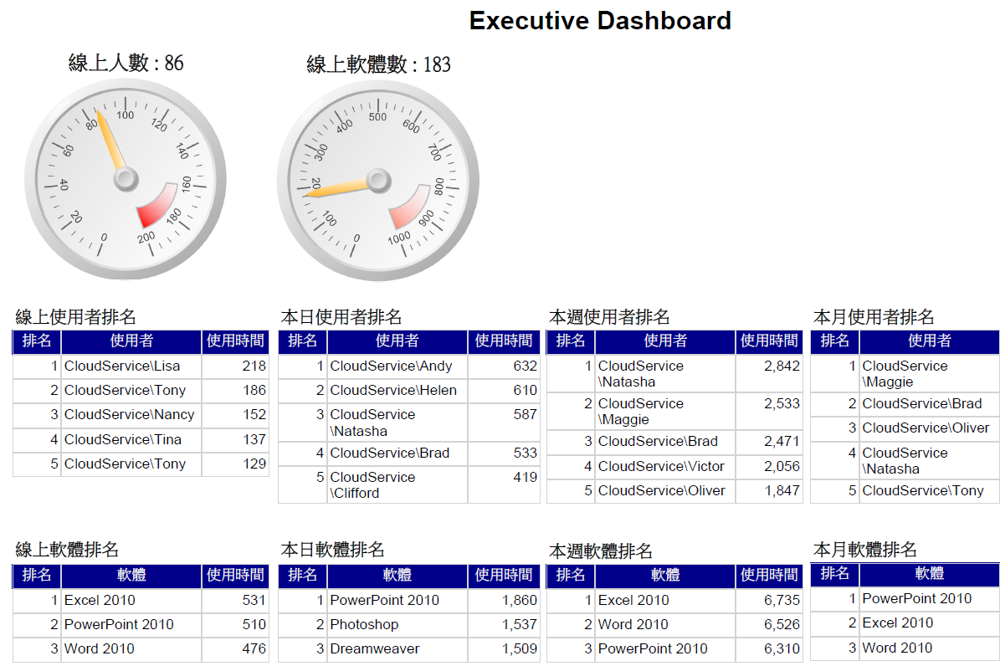 Executive Dashboard
線上人數 : 86
0 20 40 60 80 100 120 140 160 180 200
線上軟體數 : 183
0 100 20 300 400 500 600 700 800 900 1000
線上使用者排名
排名 使用者 使用時間
1 CloudService\Lisa 218
2 CloudService\Tony 186
3 CloudService\Nancy 152
4 CloudService\Tina 137
5 CloudService\Tony 129
本日使用者排名
排名 使用者 使用時間
1 CloudService\Andy 632
2 CloudService\Helen 610
3 CloudService 587
\Natasha
4 CloudService\Brad 533
5 CloudService 419
\Clifford
本週使用者排名
排名 使用者 使用時間
1 CloudService 2,842
\Natasha
2 CloudService 2,533
\Maggie
3 CloudService\Brad 2,471
4 CloudService\Victor 2,056
5 CloudService\Oliver 1,847
本月使用者排名
排名 使用者
1 CloudService
\Maggie
2 CloudService\Brad
3 CloudService\Oliver
4 CloudService
\Natasha
5 CloudService\Tony
線上軟體排名
排名 軟體 使用時間
1 Excel 2010 531
2 PowerPoint 2010 510
3 Word 2010 476
本日軟體排名
排名 軟體 使用時間
1 PowerPoint 2010 1,860
2 Photoshop 1,537
3 Dreamweaver 1,509
本週軟體排名
排名 軟體 使用時間
1 Excel 2010 6,735
2 Word 2010 6,526
3 PowerPoint 2010 6,310
本月軟體排名
排名 軟體
1 PowerPoint 2010
2 Excel 2010
3 Word 2010